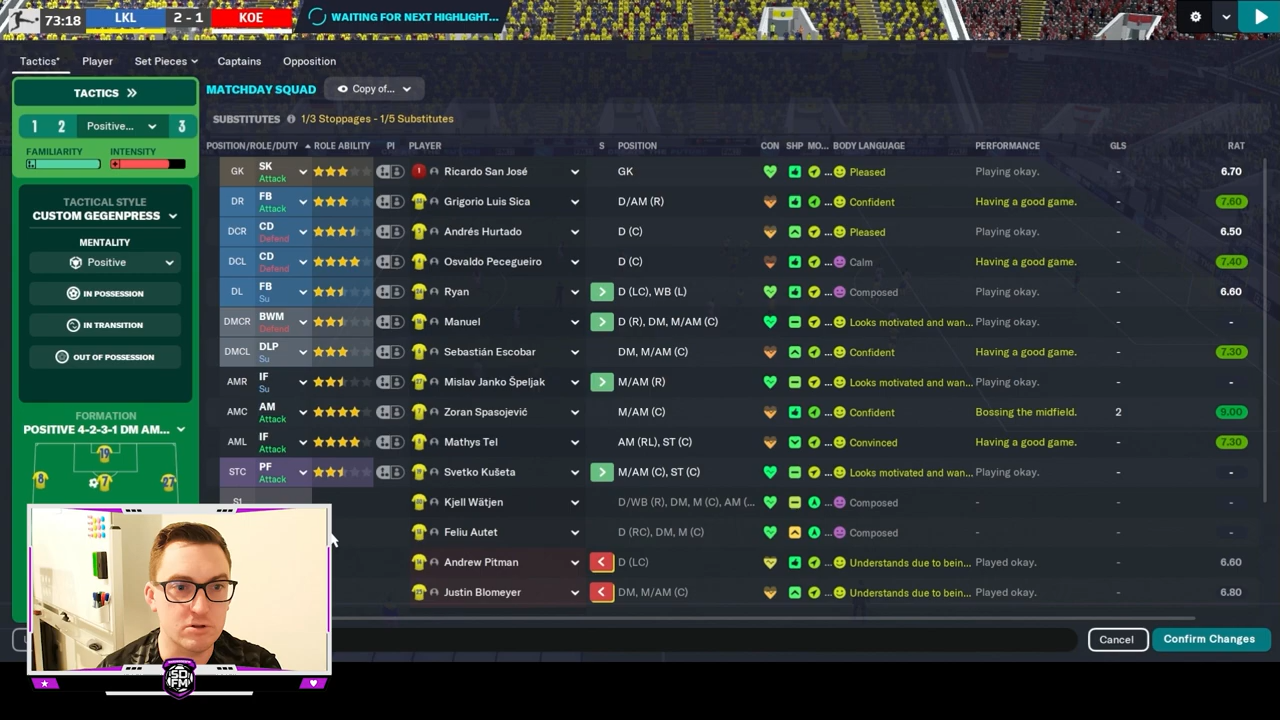 73:18 LKL 2 - 1 KOE WAITING FOR NEXT HIGHLIGHT...
Tactics* Player Set Pieces Captains Opposition
TACTICS
MATCHDAY SQUAD Copy of...
SUBSTITUTES 1/3 Stoppages - 1/5 Substitutes
1 2 Positive... 3
FAMILIARITY INTENSITY
POSITION/ROLE/DUTY ROLE ABILITY PI PLAYER S POSITION CON SHP MO... BODY LANGUAGE PERFORMANCE GLS RAT
GK SK Attack Ricardo San José GK Pleased Playing okay. - 6.70
DR FB Attack Grigorio Luis Sica D/AM (R) ... Confident Having a good game. - 7.60
DCR CD Defend Andrés Hurtado D (C) ... Pleased Playing okay. - 6.50
DCL CD Defend Osvaldo Pecegueiro D (C) ... Calm Having a good game. - 7.40
DL FB Su Ryan D (LC), WB (L) ... Composed Playing okay. - 6.60
DMCR BWM Defend Manuel D (R), DM, M/AM (C) ... Looks motivated and wan... Playing okay. - -
DMCL DLP Su Sebastián Escobar DM, M/AM (C) ... Confident Having a good game. - 7.30
AMR IF Su Mislav Janko Špeljak M/AM (R) ... Looks motivated and wan... Playing okay. - -
AMC AM Attack Zoran Spasojević M/AM (C) ... Confident Bossing the midfield. 2 9.00
AML IF Attack Mathys Tel AM (RL), ST (C) ... Convinced Having a good game. - 7.30
STC PF Attack Svetko Kušeta M/AM (C), ST (C) ... Looks motivated and wan... Playing okay. - -
S1 Kjell Wätjen D/WB (R), DM, M (C), AM (... ... Composed - - -
Feliu Autet D (RC), DM, M (C) ... Composed - - -
Andrew Pitman D (LC) ... Understands due to bein... Played okay. - 6.60
Justin Blomeyer DM, M/AM (C) ... Understands due to bein... Played okay. - 6.80
TACTICAL STYLE
CUSTOM GEGENPRESS
MENTALITY
Positive
IN POSSESSION
IN TRANSITION
OUT OF POSSESSION
FORMATION
POSITIVE 4-2-3-1 DM AM...
8 7 27
Cancel Confirm Changes
SDFM